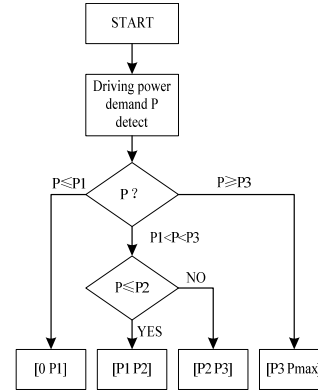 START
Driving power
demand P
detect
P≤P1
P？
P≥P3
P1<P<P3
P≤P2
NO
YES
[0 P1]
[P1 P2]
[P2 P3]
[P3 Pmax]